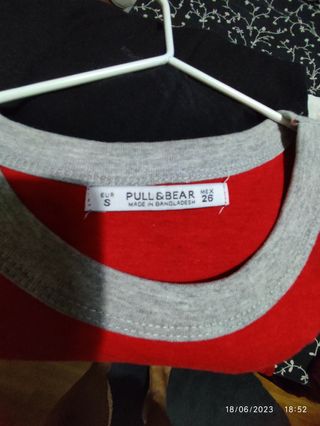 EUR
S
PULL&BEAR
MADE IN BANGLADESH
MEX
26
18/06/2023 18:52